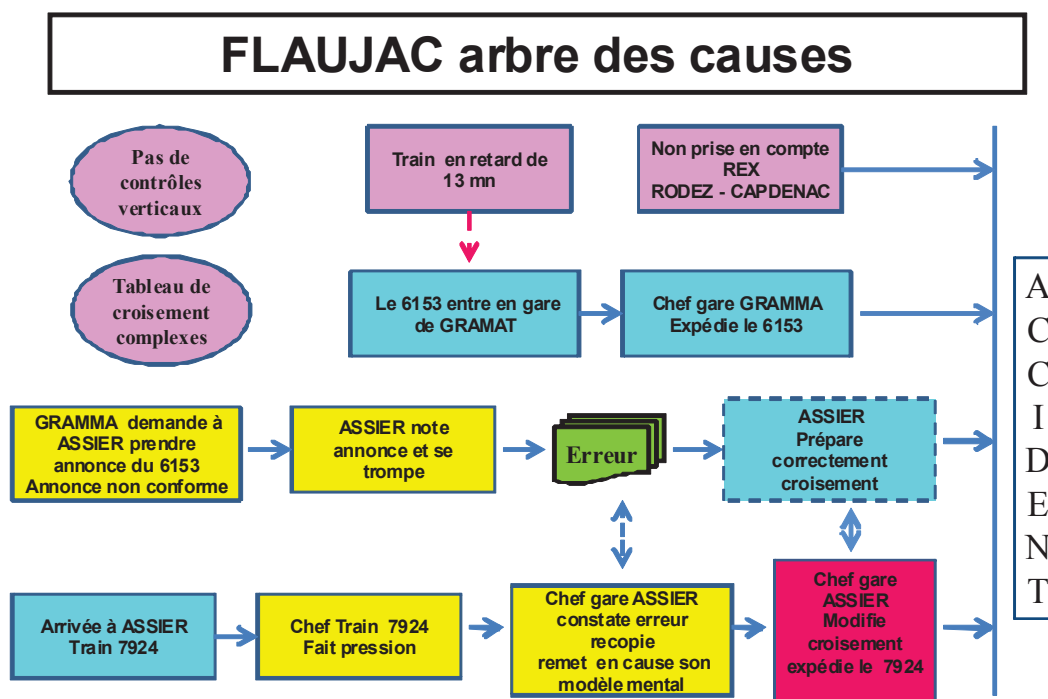 FLAUJAC arbre des causes
Pas de
contrôles
verticaux
Train en retard de
13 mn
Non prise en compte
REX
RODEZ - CAPDENAC
Tableau de
croisement
complexes
Le 6153 entre en gare
de GRAMAT
Chef gare GRAMMA
Expédie le 6153
GRAMMA demande à
ASSIER prendre
annonce du 6153
Annonce non conforme
ASSIER note
annonce et se
trompe
Erreur
ASSIER
Prépare
correctement
croisement
Arrivée à ASSIER
Train 7924
Chef Train 7924
Fait pression
Chef gare ASSIER
constate erreur
recopie
remet en cause son
modèle mental
Chef gare
ASSIER
Modifie
croisement
expédie le 7924
A
C
C
I
D
E
N
T